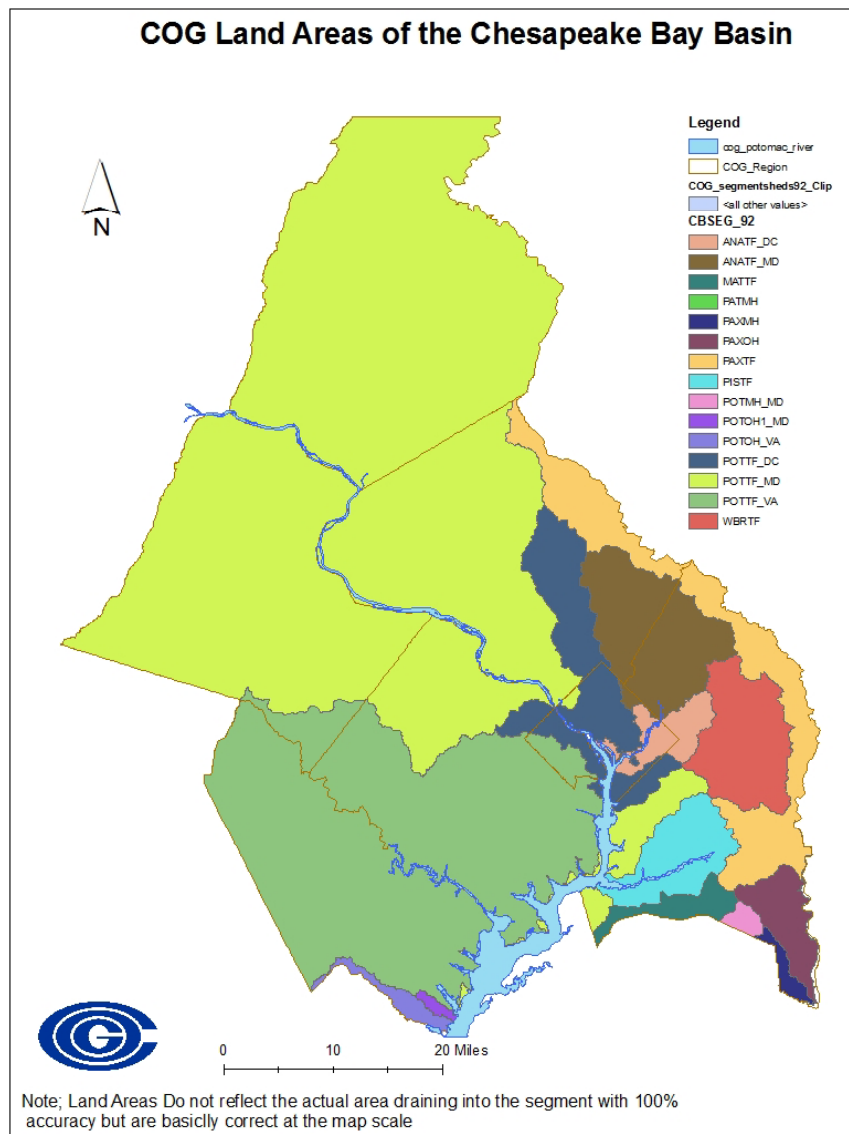 COG Land Areas of the Chesapeake Bay Basin
N
Legend
cog_potomac_river
COG_Region
COG_segmentsheds92_Clip
<all other values>
CBSEG_92
ANATF_DC
ANATF_MD
MATTF
PATMH
PAXMH
PAXOH
PAXTF
PISTF
POTMH_MD
POTOH1_MD
POTOH_VA
POTTF_DC
POTTF_MD
POTTF_VA
WBRTF
0 10 20 Miles
Note; Land Areas Do not reflect the actual area draining into the segment with 100%
accuracy but are basiclly correct at the map scale